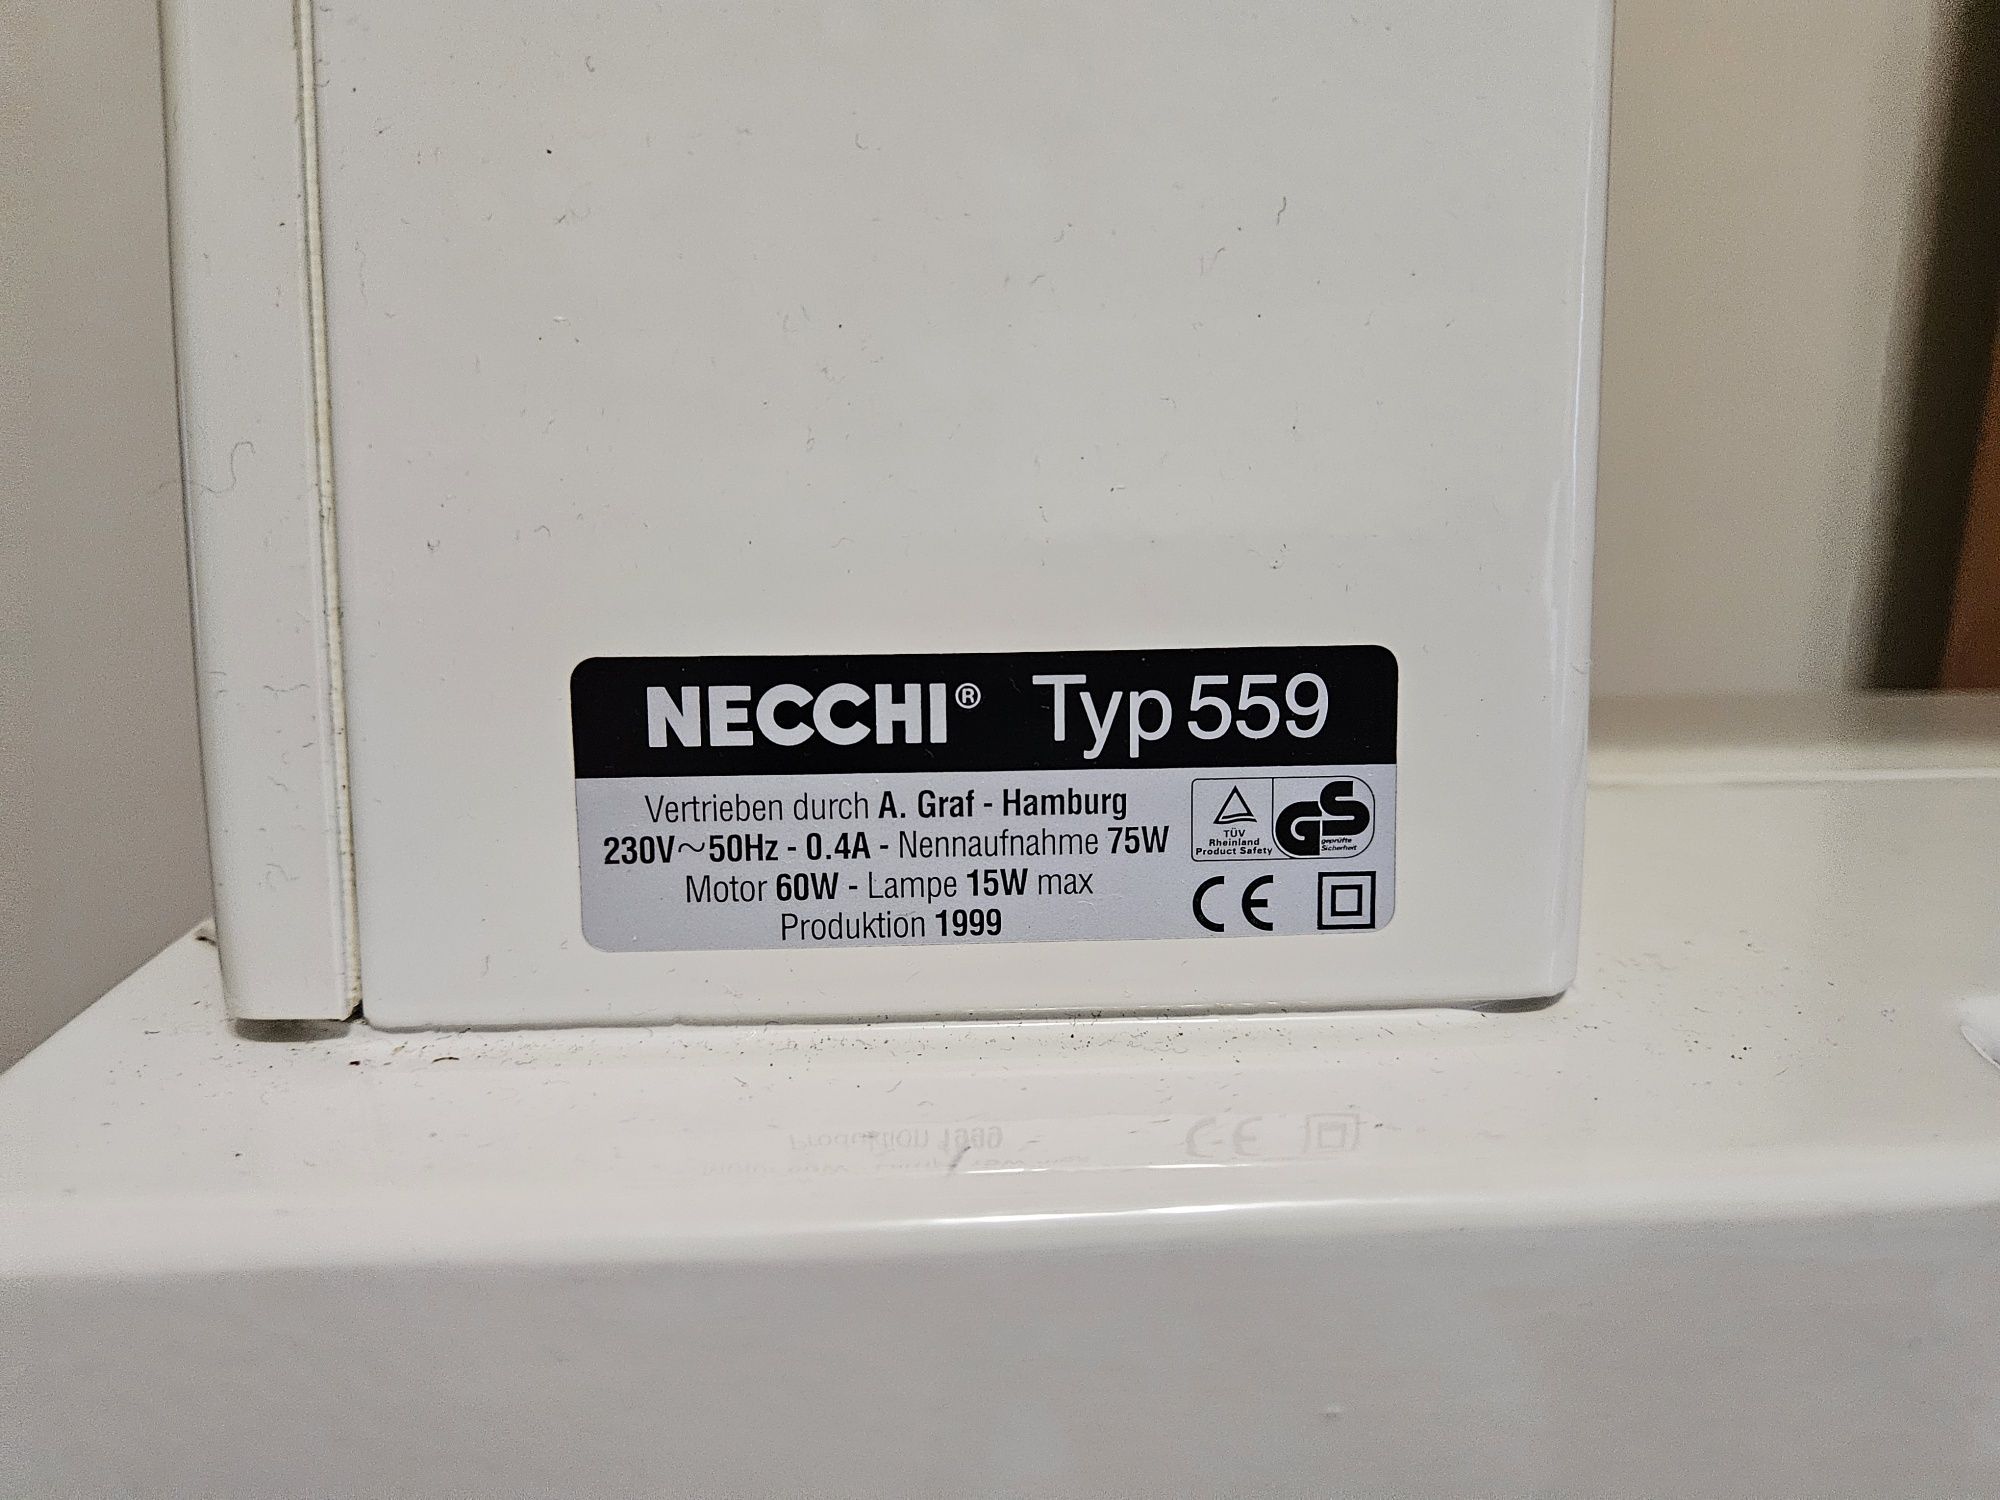 NECCHI® Typ 559
Vertrieben durch A. Graf - Hamburg
230V~50Hz - 0.4A - Nennaufnahme 75W
Motor 60W - Lampe 15W max
Produktion 1999
TÜV
Rheinland
Product Safety
GS
geprüfte
Sicherheit
CE